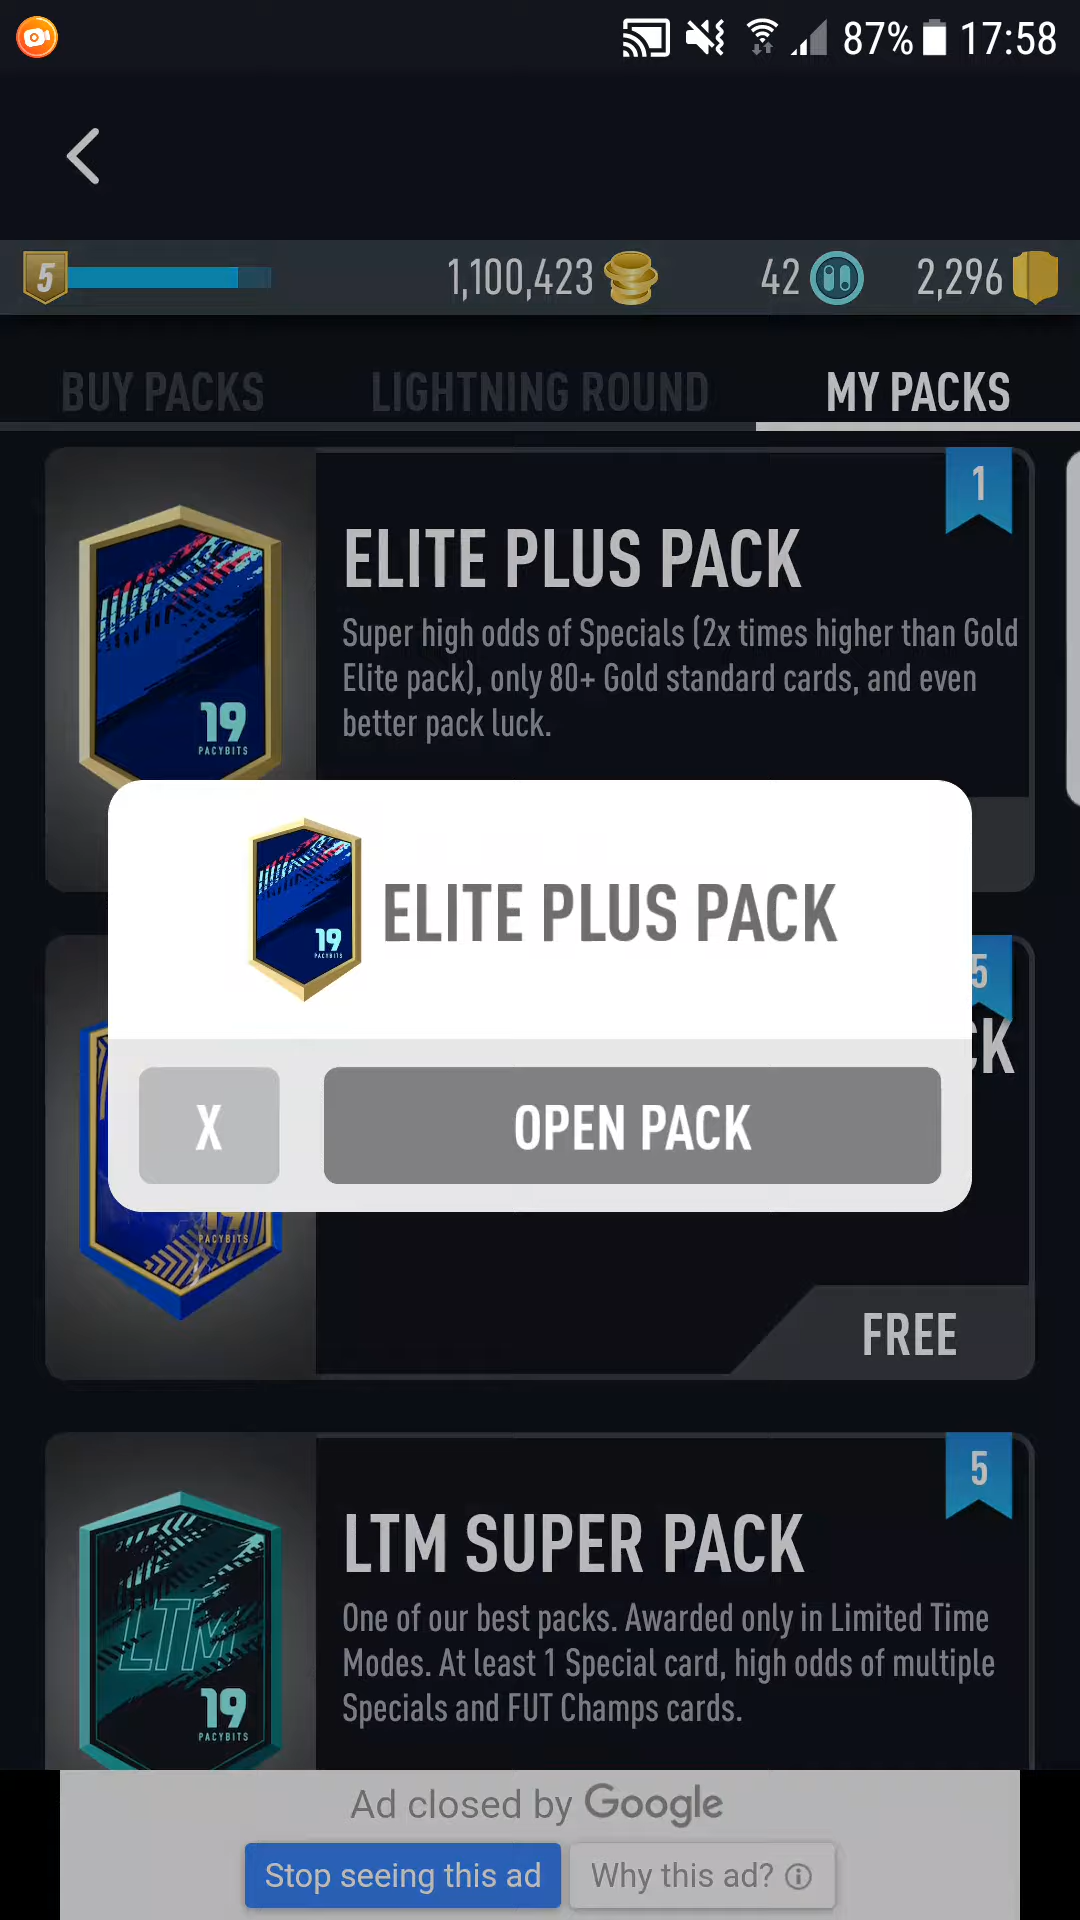 87% 17:58
5 1,100,423 42 2,296
BUY PACKS LIGHTNING ROUND MY PACKS
1
ELITE PLUS PACK
Super high odds of Specials (2x times higher than Gold
Elite pack), only 80+ Gold standard cards, and even
better pack luck.
19
PACYBITS
ELITE PLUS PACK
19
PACYBITS
5
CK
X OPEN PACK
19
PACYBITS
FREE
5
LTM SUPER PACK
One of our best packs. Awarded only in Limited Time
Modes. At least 1 Special card, high odds of multiple
Specials and FUT Champs cards.
LTM
19
PACYBITS
Ad closed by Google
Stop seeing this ad Why this ad?